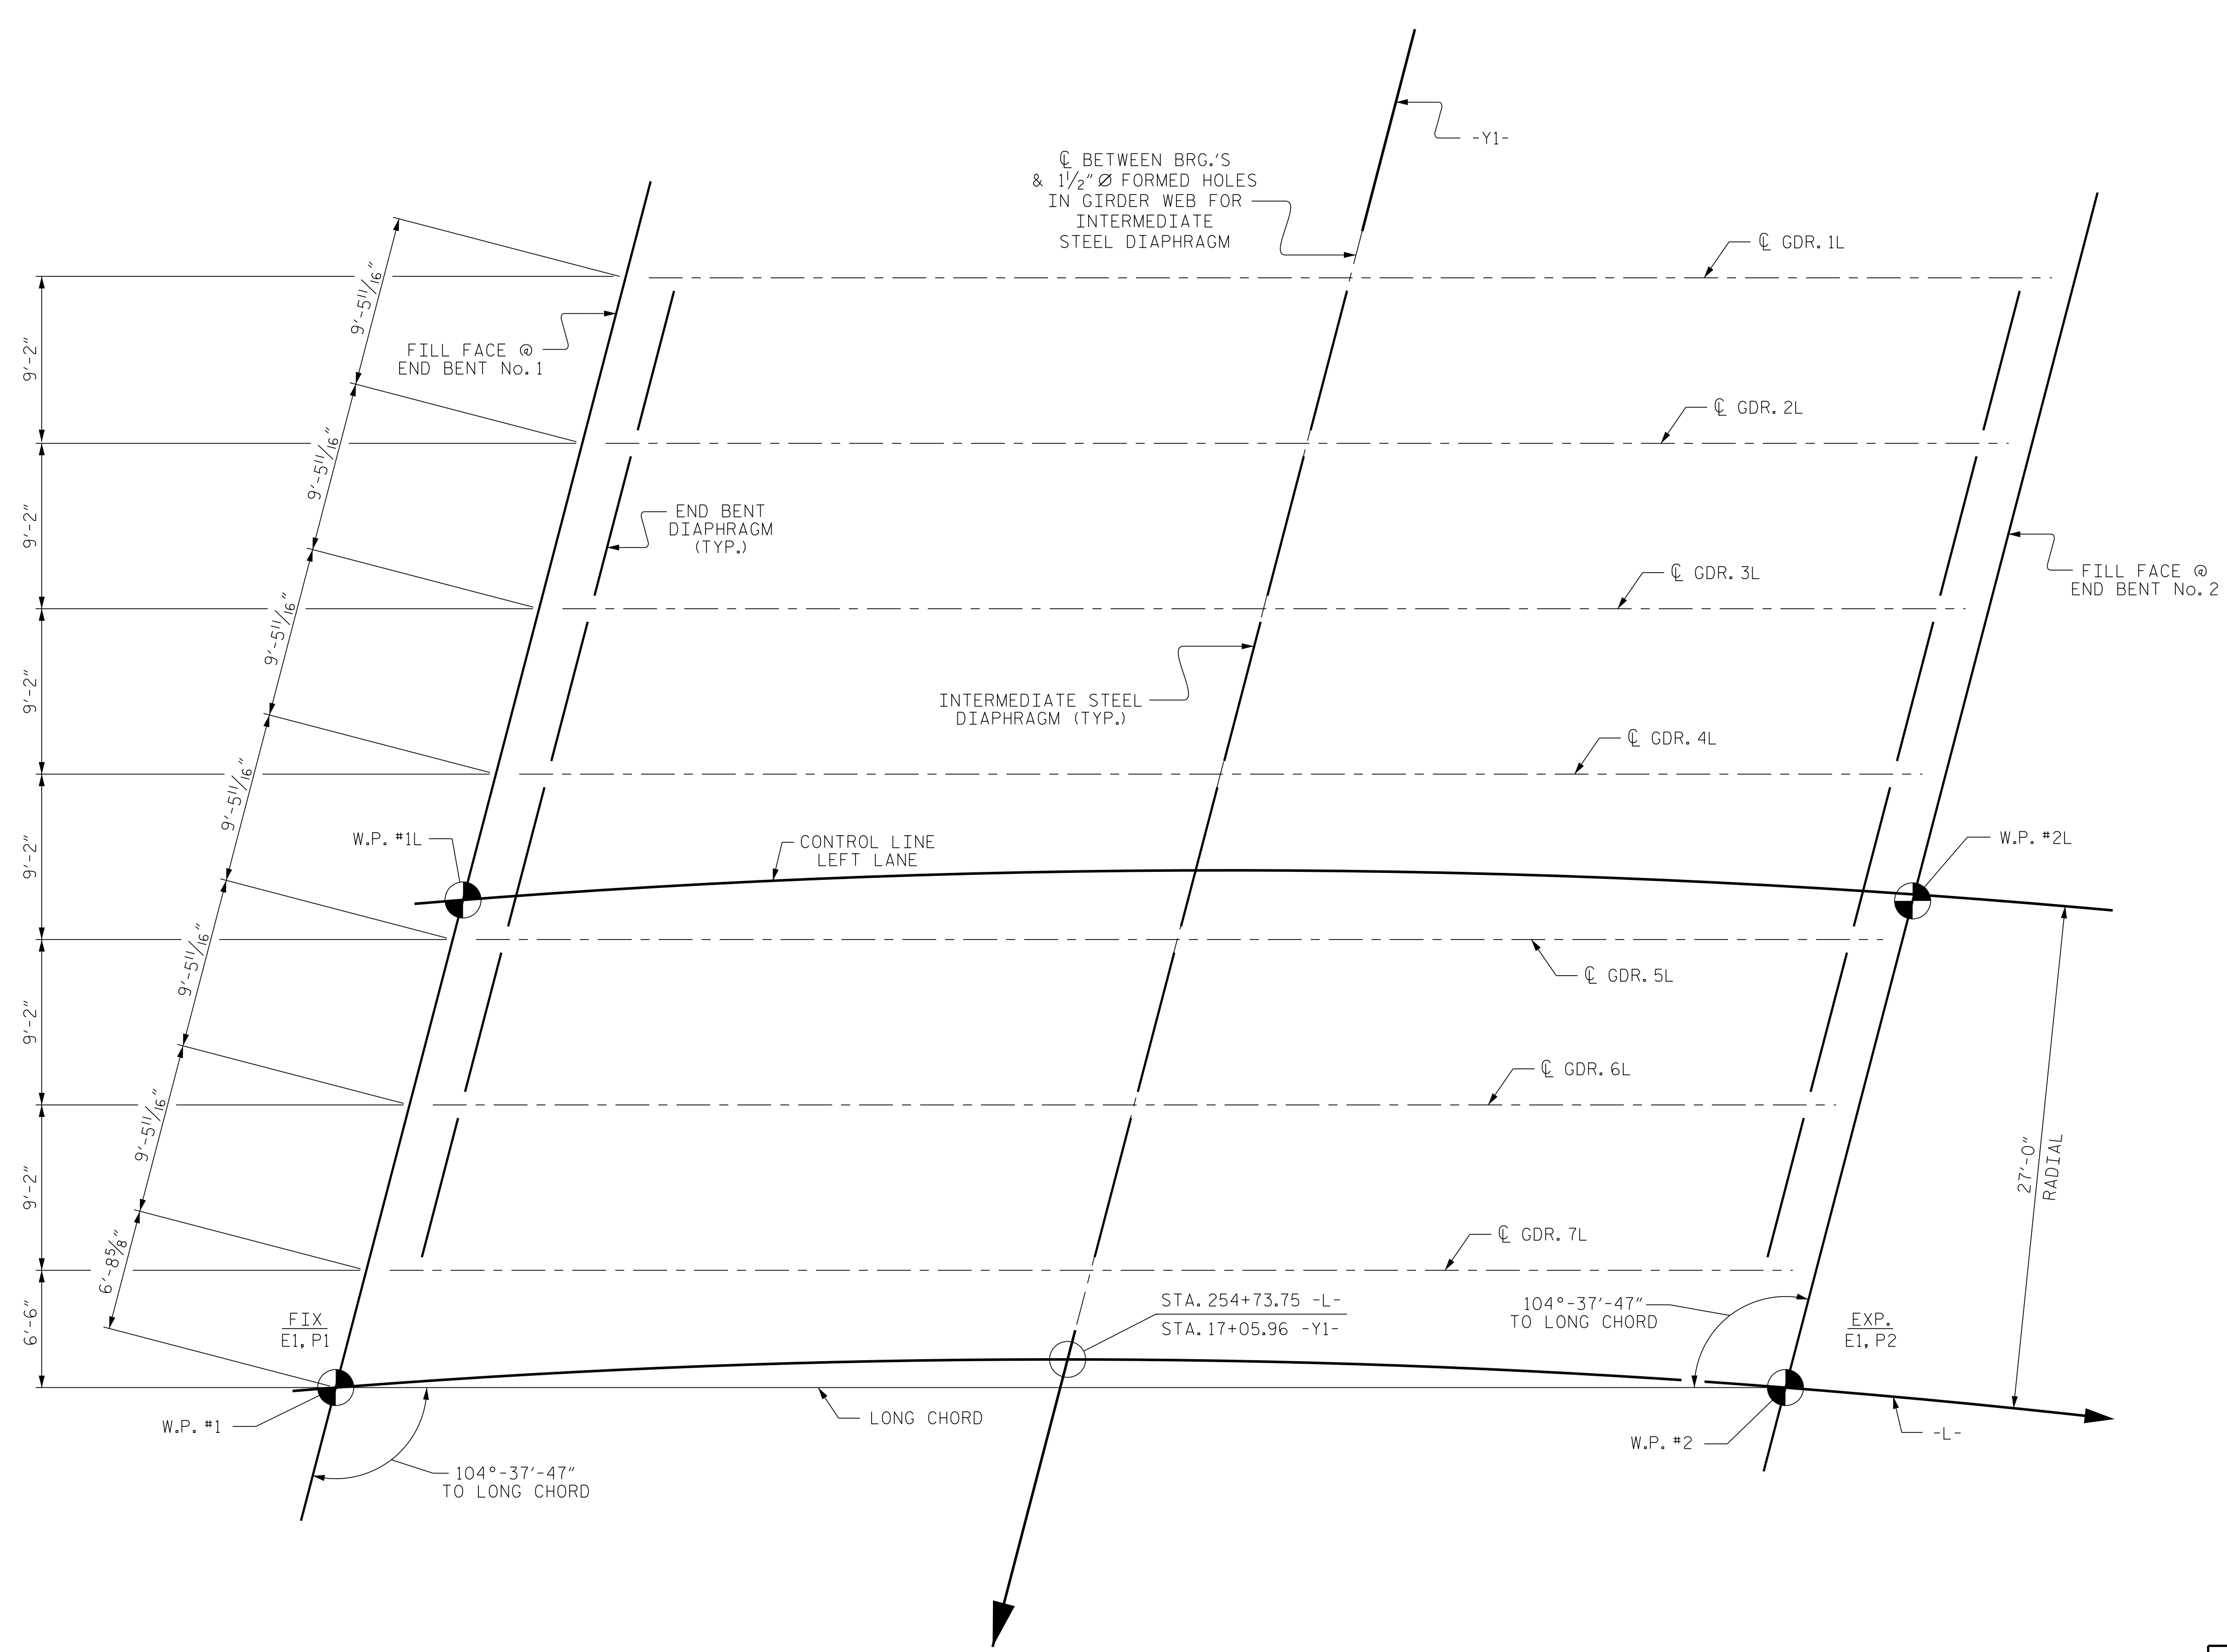 -Y1-
℄ BETWEEN BRG.'S
& 1 1/2" Ø FORMED HOLES
IN GIRDER WEB FOR
INTERMEDIATE
STEEL DIAPHRAGM
℄ GDR. 1L
9'-5 11/16"
9'-2"
FILL FACE @
END BENT No. 1
℄ GDR. 2L
9'-5 11/16"
9'-2"
END BENT
DIAPHRAGM
(TYP.)
℄ GDR. 3L
FILL FACE @
END BENT No. 2
9'-5 11/16"
9'-2"
INTERMEDIATE STEEL
DIAPHRAGM (TYP.)
℄ GDR. 4L
9'-5 11/16"
9'-2"
W.P. #1L
CONTROL LINE
LEFT LANE
W.P. #2L
9'-5 11/16"
9'-2"
℄ GDR. 5L
9'-5 11/16"
9'-2"
℄ GDR. 6L
27'-0"
RADIAL
6'-8 5/8"
6'-6"
℄ GDR. 7L
FIX
E1, P1
STA. 254+73.75 -L-
STA. 17+05.96 -Y1-
104°-37'-47"
TO LONG CHORD
EXP.
E1, P2
W.P. #1
LONG CHORD
W.P. #2
-L-
104°-37'-47"
TO LONG CHORD